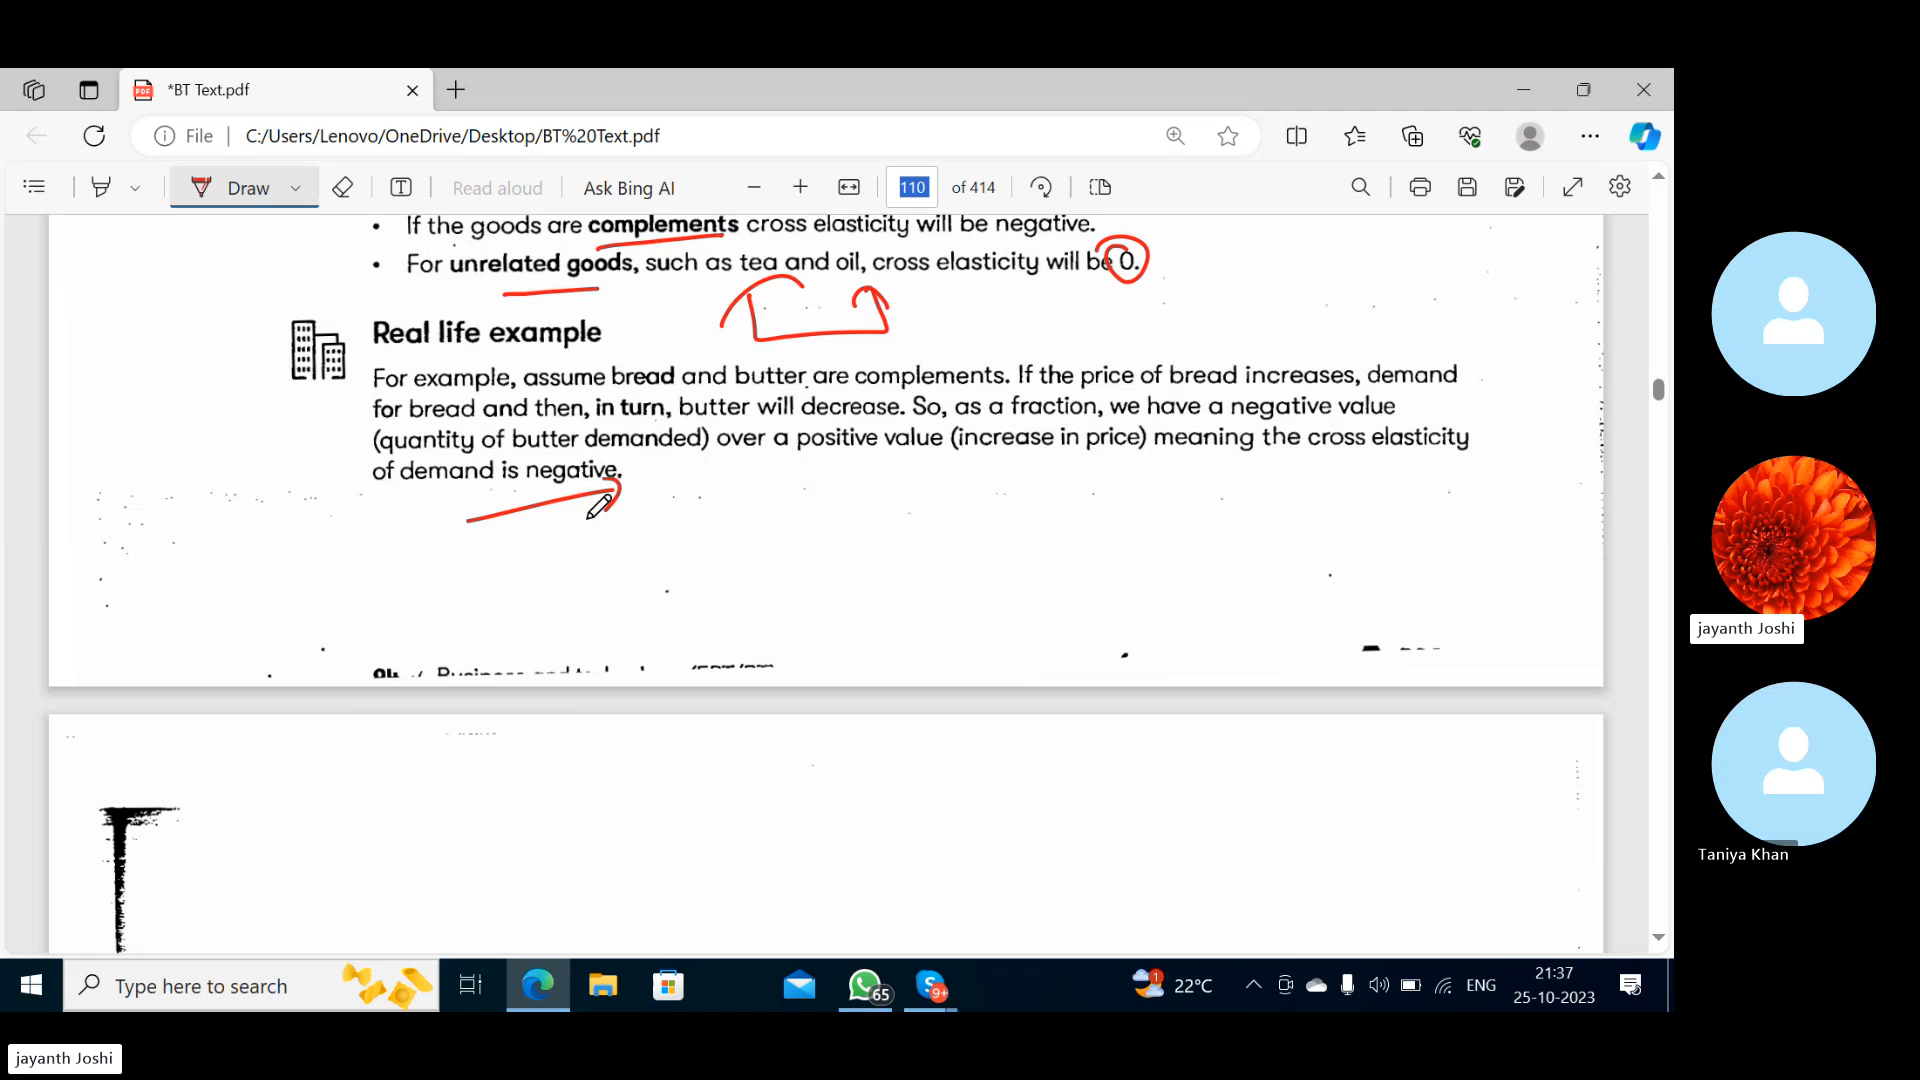 *BT Text.pdf
File
C:/Users/Lenovo/OneDrive/Desktop/BT%20Text.pdf
Draw
Read aloud
Ask Bing AI
110
of 414
• If the goods are complements cross elasticity will be negative.
• For unrelated goods, such as tea and oil, cross elasticity will be 0.
Real life example
For example, assume bread and butter are complements. If the price of bread increases, demand
for bread and then, in turn, butter will decrease. So, as a fraction, we have a negative value
(quantity of butter demanded) over a positive value (increase in price) meaning the cross elasticity
of demand is negative.
jayanth Joshi
Taniya Khan
Type here to search
65
9+
1
22°C
ENG
21:37
25-10-2023
jayanth Joshi